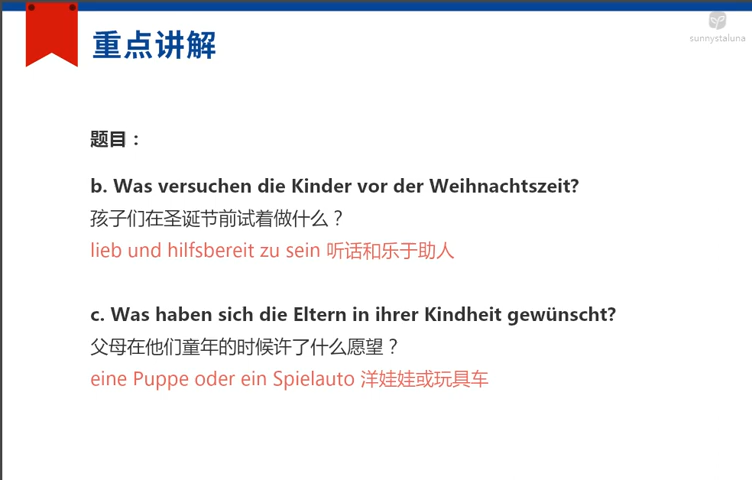 重点讲解
sunnystaluna
题目：
b. Was versuchen die Kinder vor der Weihnachtszeit?
孩子们在圣诞节前试着做什么？
lieb und hilfsbereit zu sein 听话和乐于助人
c. Was haben sich die Eltern in ihrer Kindheit gewünscht?
父母在他们童年的时候许了什么愿望？
eine Puppe oder ein Spielauto 洋娃娃或玩具车